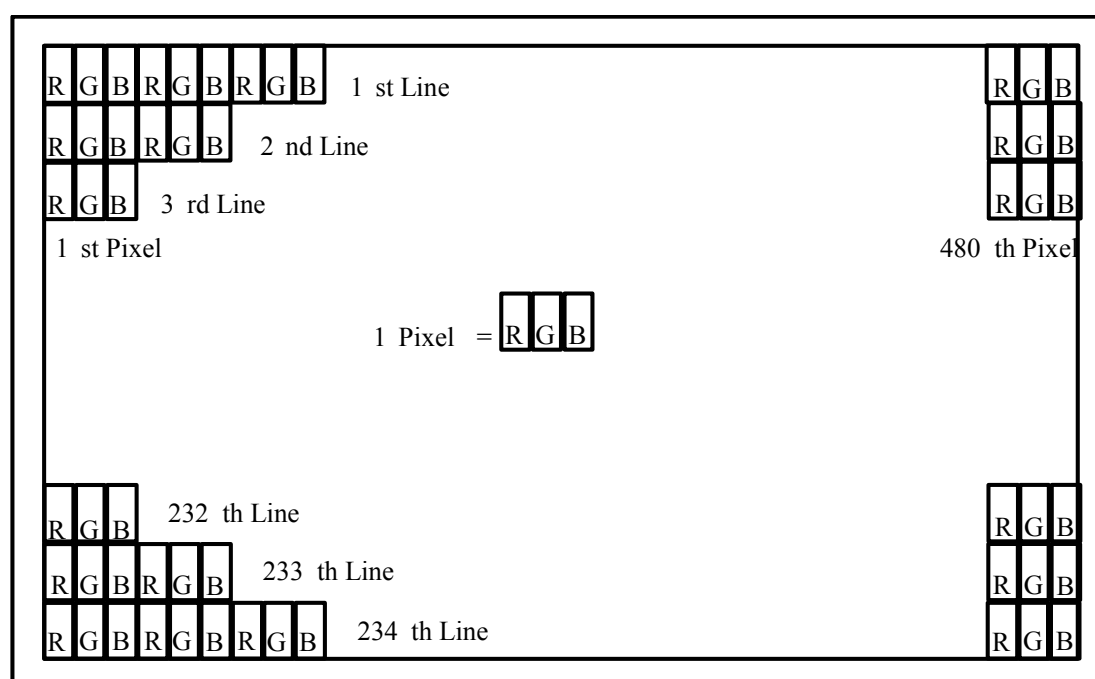 R G B R G B R G B 1 st Line R G B
R G B R G B 2 nd Line R G B
R G B 3 rd Line R G B
1 st Pixel 480 th Pixel
1 Pixel = R G B
R G B 232 th Line R G B
R G B R G B 233 th Line R G B
R G B R G B R G B 234 th Line R G B